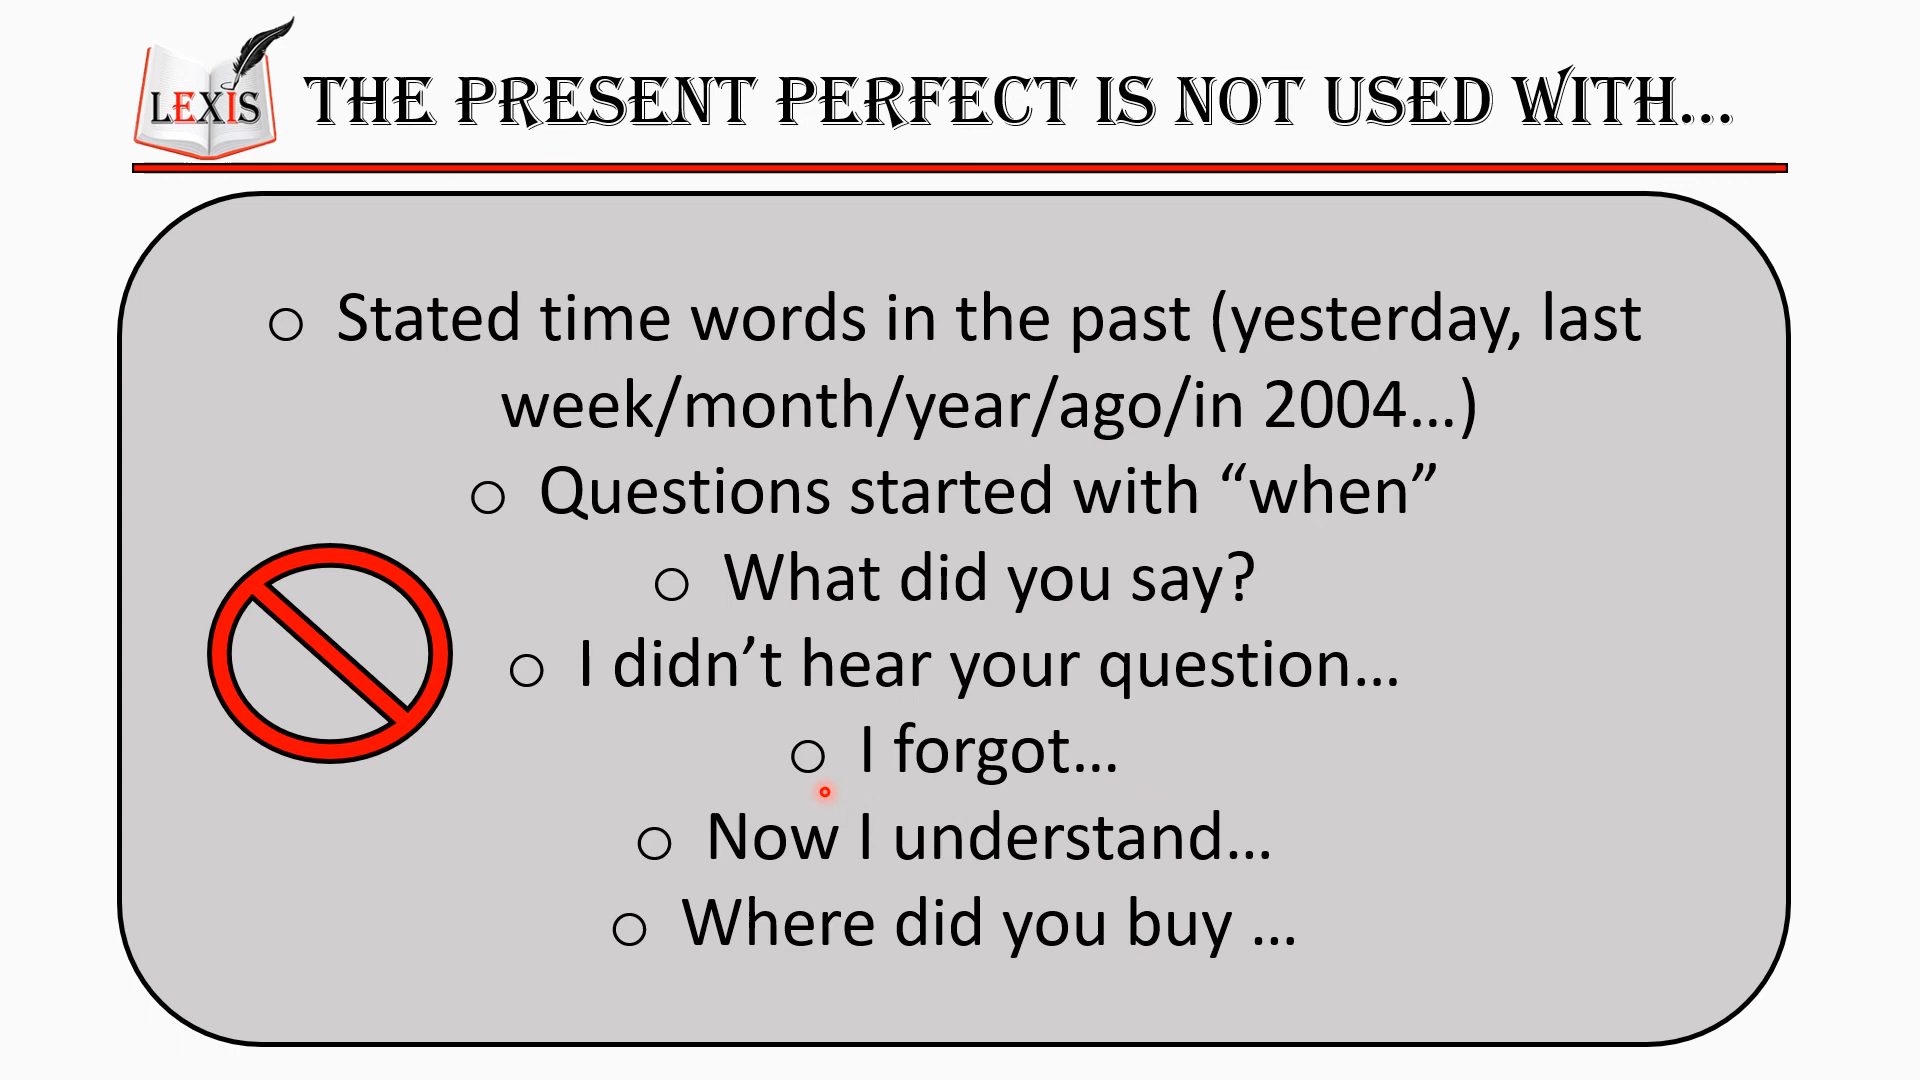 LEXIS
THE PRESENT PERFECT IS NOT USED WITH...
o Stated time words in the past (yesterday, last
week/month/year/ago/in 2004...)
o Questions started with “when”
o What did you say?
o I didn’t hear your question...
o I forgot...
o Now I understand...
o Where did you buy ...